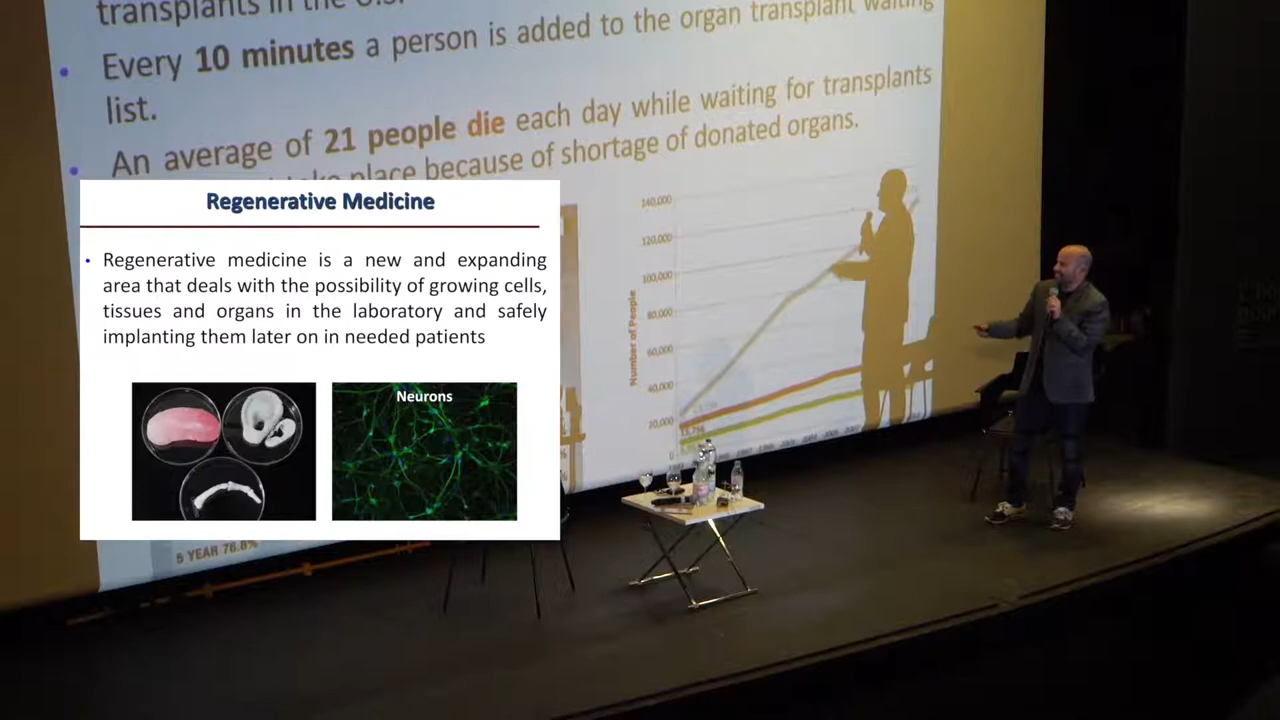 transplants in the U.S.
Every 10 minutes a person is added to the organ transplant waiting
list.
An average of 21 people die each day while waiting for transplants
place because of shortage of donated organs.
Regenerative Medicine
Regenerative medicine is a new and expanding
area that deals with the possibility of growing cells,
tissues and organs in the laboratory and safely
implanting them later on in needed patients
Neurons
Number of People
140,000
120,000
100,000
80,000
60,000
40,000
20,000
0
5 YEAR 76.8%